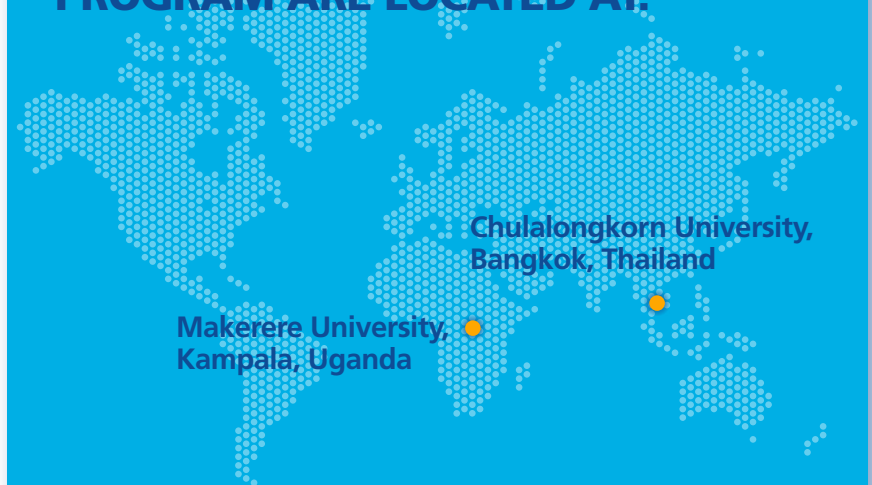 PROGRAM ARE LOCATED AT:
Chulalongkorn University,
Bangkok, Thailand
Makerere University,
Kampala, Uganda